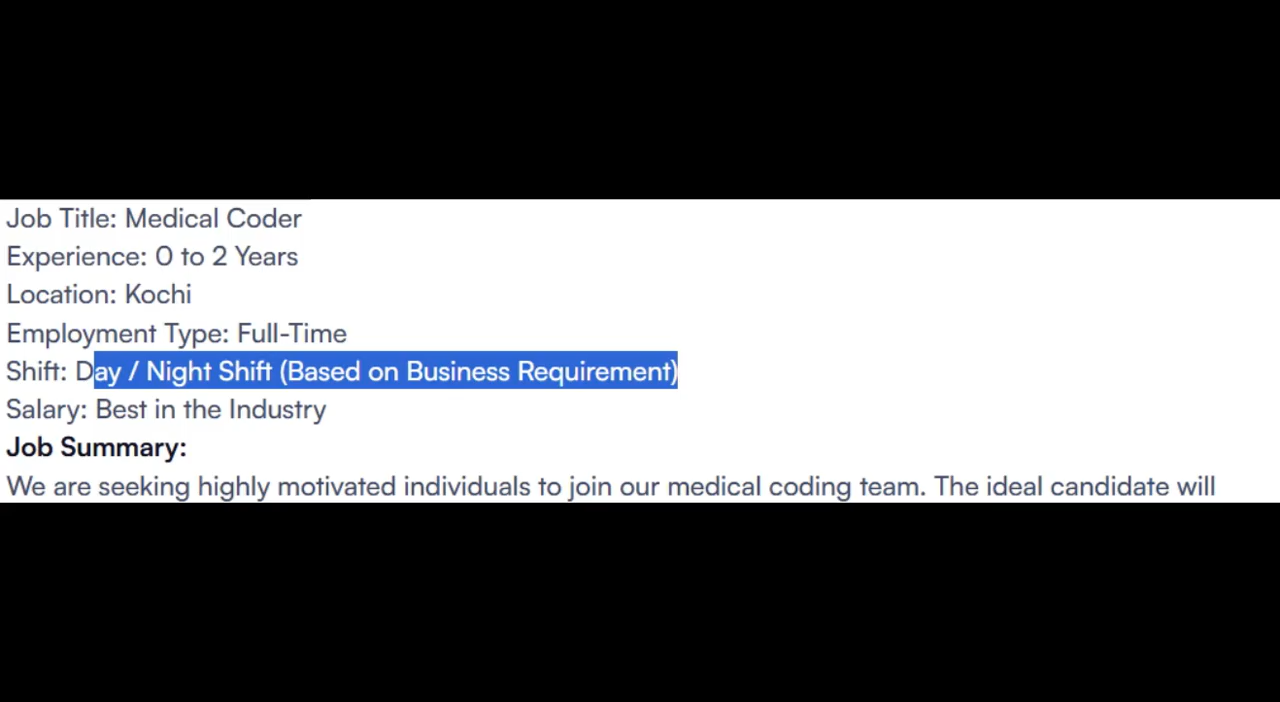 Job Title: Medical Coder
Experience: 0 to 2 Years
Location: Kochi
Employment Type: Full-Time
Shift: Day / Night Shift (Based on Business Requirement)
Salary: Best in the Industry
Job Summary:
We are seeking highly motivated individuals to join our medical coding team. The ideal candidate will